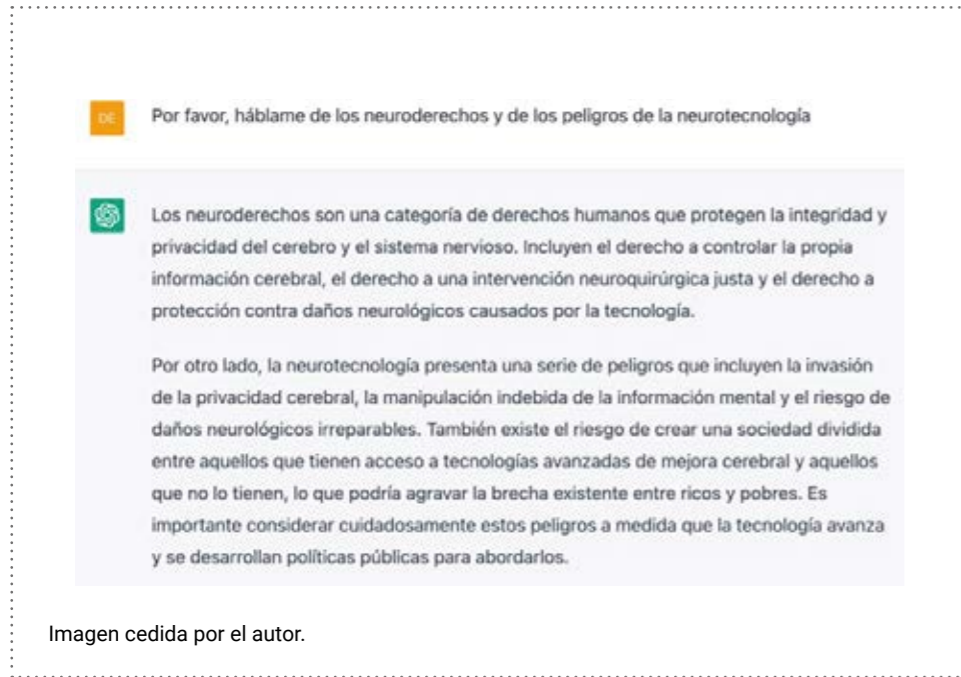 DE
Por favor, háblame de los neuroderechos y de los peligros de la neurotecnología
Los neuroderechos son una categoría de derechos humanos que protegen la integridad y
privacidad del cerebro y el sistema nervioso. Incluyen el derecho a controlar la propia
información cerebral, el derecho a una intervención neuroquirúrgica justa y el derecho a
protección contra daños neurológicos causados por la tecnología.
Por otro lado, la neurotecnología presenta una serie de peligros que incluyen la invasión
de la privacidad cerebral, la manipulación indebida de la información mental y el riesgo de
daños neurológicos irreparables. También existe el riesgo de crear una sociedad dividida
entre aquellos que tienen acceso a tecnologías avanzadas de mejora cerebral y aquellos
que no lo tienen, lo que podría agravar la brecha existente entre ricos y pobres. Es
importante considerar cuidadosamente estos peligros a medida que la tecnología avanza
y se desarrollan políticas públicas para abordarlos.
Imagen cedida por el autor.